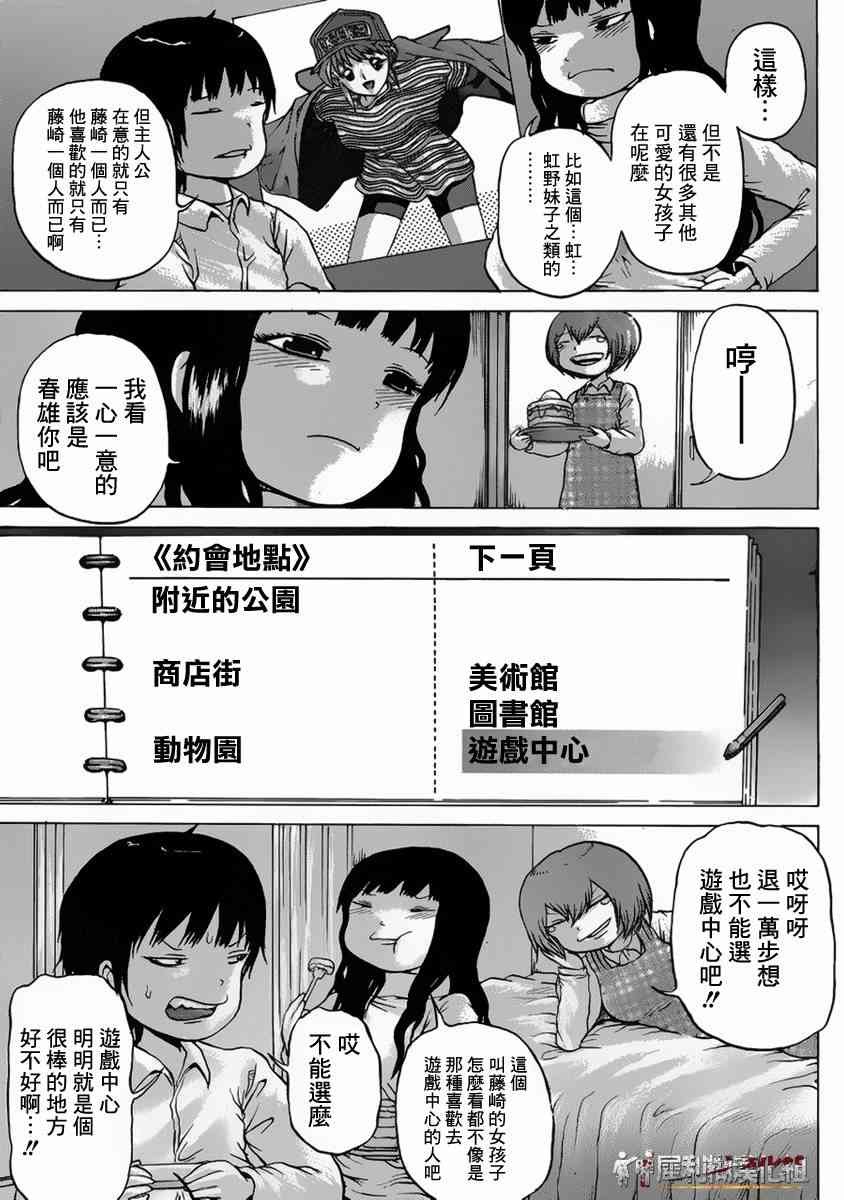 這樣…
但不是
還有很多其他
可愛的女孩子
在呢麼
比如這個…虹…
虹野妹子之類的
………
但主人公
在意的就只有
藤崎一個人而已…
他喜歡的就只有
藤崎一個人而已啊
哼——
我看
一心一意的
應該是
春雄你吧
《約會地點》
下一頁
附近的公園
商店街
動物園
美術館
圖書館
遊戲中心
哎呀呀
退一萬步想
也不能選
遊戲中心吧!!
這個
叫藤崎的女孩子
怎麼看都不像是
那種喜歡去
遊戲中心的人吧
哎
不能選麼
遊戲中心
明明就是個
很棒的地方
好不好啊…!!
犀利機漢化組